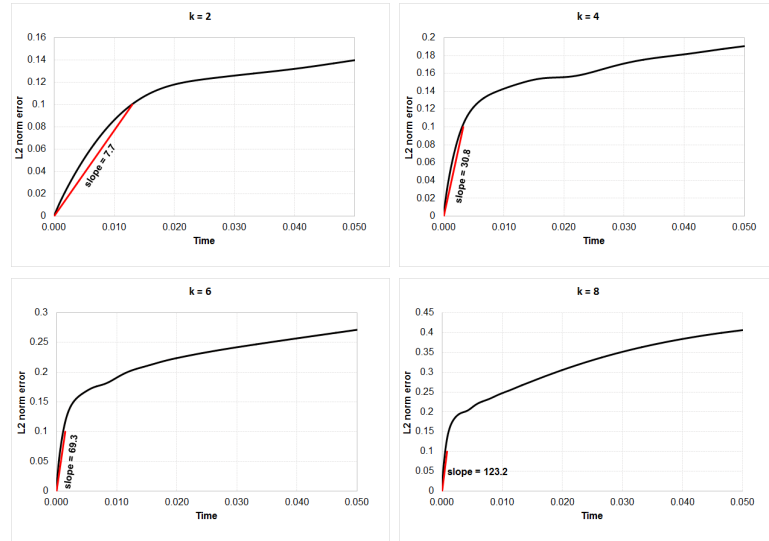 k = 2
L2 norm error
0.16
0.14
0.12
0.1
0.08
0.06
0.04
0.02
0
slope = 7.7
0.000 0.010 0.020 0.030 0.040 0.050
Time
k = 4
L2 norm error
0.2
0.18
0.16
0.14
0.12
0.1
0.08
0.06
0.04
0.02
0
slope = 30.8
0.000 0.010 0.020 0.030 0.040 0.050
Time
k = 6
L2 norm error
0.3
0.25
0.2
0.15
0.1
0.05
0
slope = 69.3
0.000 0.010 0.020 0.030 0.040 0.050
Time
k = 8
L2 norm error
0.45
0.4
0.35
0.3
0.25
0.2
0.15
0.1
0.05
0
slope = 123.2
0.000 0.010 0.020 0.030 0.040 0.050
Time